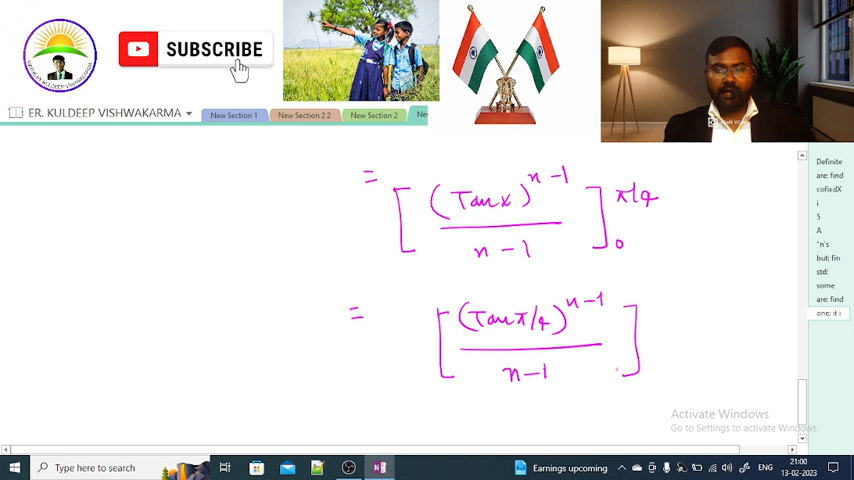 SUBSCRIBE
ER. KULDEEP VISHWAKARMA
New Section 1
New Section 2 2
New Section 2
= [ (Tan x)^{n-1} / n-1 ]_0^{π/4}
= [ (Tan π/4)^{n-1} / n-1 ]
Definite
are: find
cofixdX
i
5
A
"n's
but; fin
std:
some
are: find
one: it i
Activate Windows
Go to Settings to activate Windows.
Type here to search
Earnings upcoming
ENG
21:00
13-02-2023